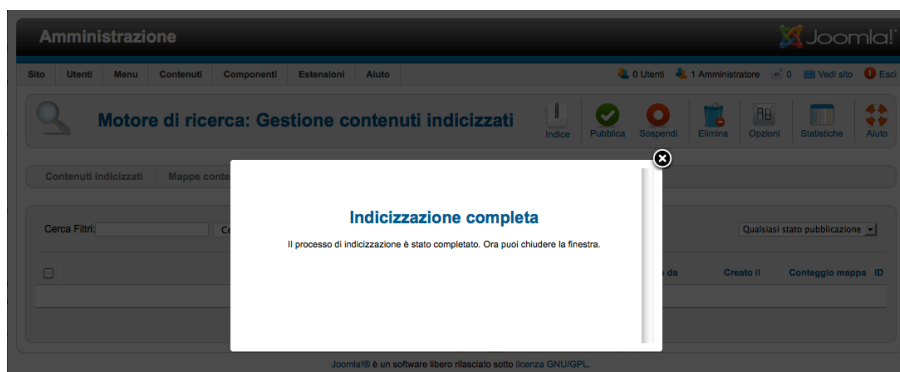 Amministrazione
Joomla!
Sito Utenti Menu Contenuti Componenti Estensioni Aiuto 0 Utenti 1 Amministratore 0 Vedi sito Esci
Motore di ricerca: Gestione contenuti indicizzati
Indice Pubblica Sospendi Elimina Opzioni Statistiche Aiuto
Contenuti indicizzati Mappe conte
Indicizzazione completa
Cerca Filtri: Qualsiasi stato pubblicazione
Il processo di indicizzazione è stato completato. Ora puoi chiudere la finestra.
da Creato il Conteggio mappa ID
Joomla!® è un software libero rilasciato sotto licenza GNU/GPL.